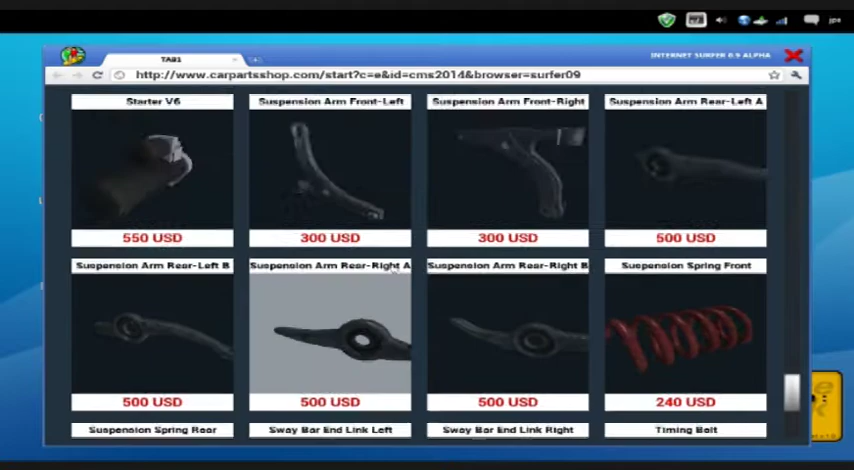 jpa
TAB1
INTERNET SURFER 0.9 ALPHA
http://www.carpartsshop.com/start?c=e&id=cms2014&browser=surfer09
Starter V6
Suspension Arm Front-Left
Suspension Arm Front-Right
Suspension Arm Rear-Left A
550 USD
300 USD
300 USD
500 USD
Suspension Arm Rear-Left B
Suspension Arm Rear-Right A
Suspension Arm Rear-Right B
Suspension Spring Front
500 USD
500 USD
500 USD
240 USD
Suspension Spring Rear
Sway Bar End Link Left
Sway Bar End Link Right
Timing Belt